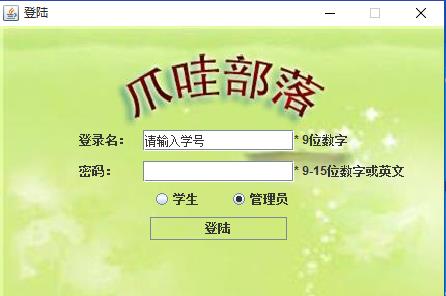 登陆
爪哇部落
登录名： 请输入学号 * 9位数字
密码： * 9-15位数字或英文
学生 管理员
登陆